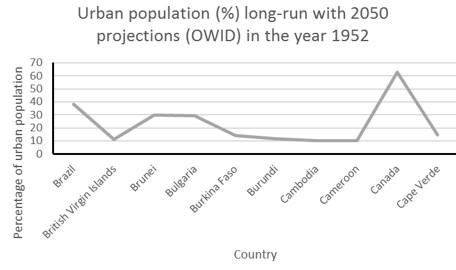 Urban population (%) long-run with 2050
projections (OWID) in the year 1952
Percentage of urban population
70
60
50
40
30
20
10
0
Brazil
British Virgin Islands
Brunei
Bulgaria
Burkina Faso
Burundi
Cambodia
Cameroon
Canada
Cape Verde
Country